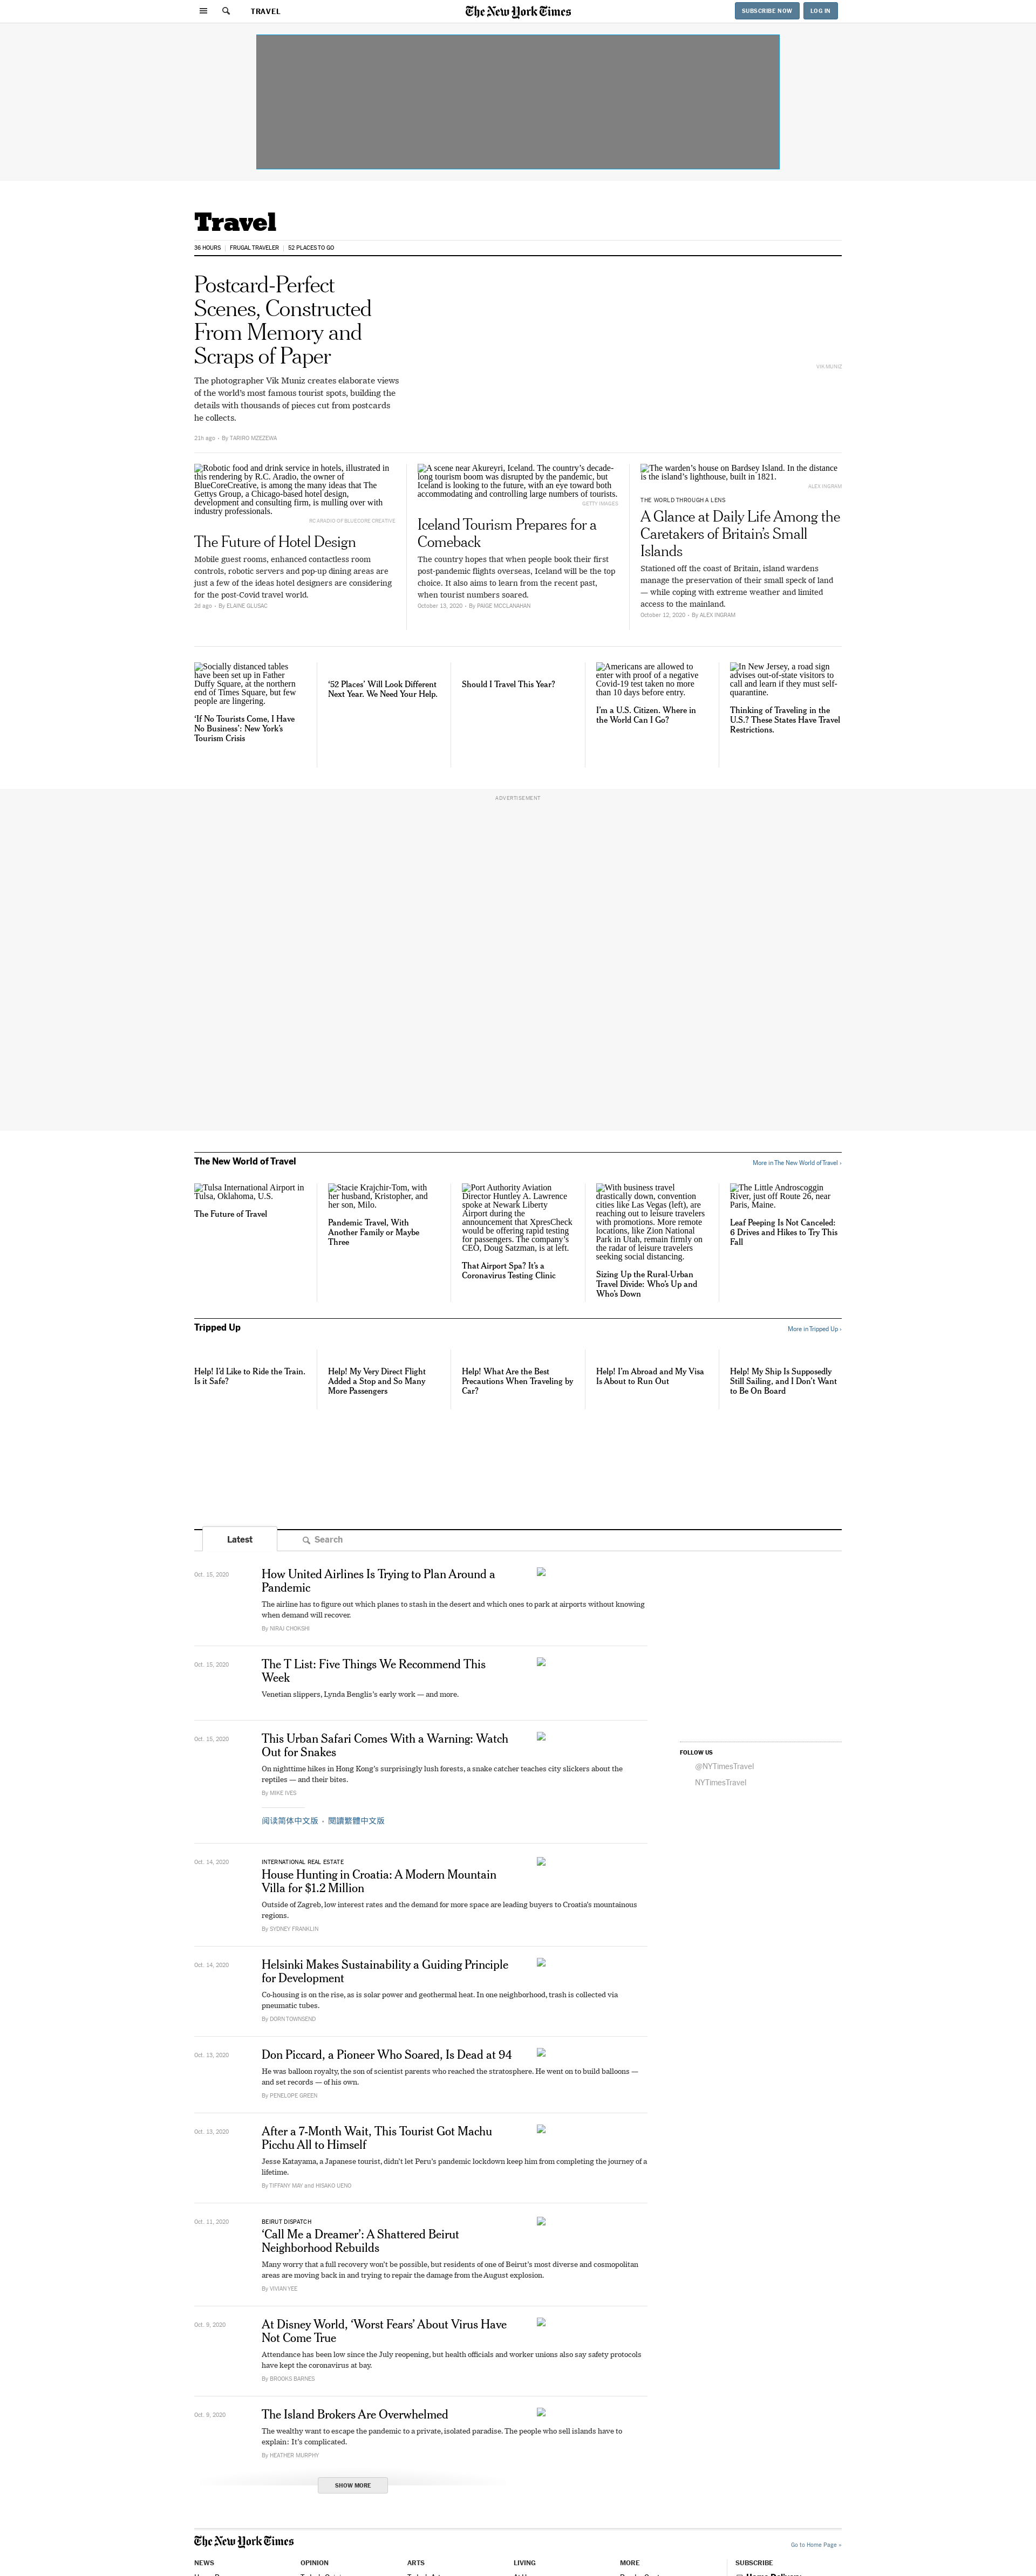 TRAVEL
The New York Times
SUBSCRIBE NOW
LOG IN
Travel
36 HOURS
FRUGAL TRAVELER
52 PLACES TO GO
Postcard-Perfect
Scenes, Constructed
From Memory and
Scraps of Paper
The photographer Vik Muniz creates elaborate views
of the world's most famous tourist spots, building the
details with thousands of pieces cut from postcards
he collects.
VIK MUNIZ
21h ago - By TARIRO MZEZEWA
Robotic food and drink service in hotels, illustrated in
this rendering by R.C. Aradio, the owner of
BlueCoreCreative, is among the many ideas that The
Gettys Group, a Chicago-based hotel design,
development and consulting firm, is mulling over with
industry professionals.
RCARADIO OF BLUECORE CREATIVE
The Future of Hotel Design
Mobile guest rooms, enhanced contactless room
controls, robotic servers and pop-up dining areas are
just a few of the ideas hotel designers are considering
for the post-Covid travel world.
2d ago - By ELAINE GLUSAC
A scene near Akureyri, Iceland. The country's decade-
long tourism boom was disrupted by the pandemic, but
Iceland is looking to the future, with an eye toward both
accommodating and controlling large numbers of tourists.
GETTY IMAGES
Iceland Tourism Prepares for a
Comeback
The country hopes that when people book their first
post-pandemic flights overseas, Iceland will be the top
choice. It also aims to learn from the recent past,
when tourist numbers soared.
October 13, 2020 - By PAIGE MCCLANAHAN
The warden's house on Bardsey Island. In the distance
is the island's lighthouse, built in 1821.
ALEX INGRAM
THE WORLD THROUGH A LENS
A Glance at Daily Life Among the
Caretakers of Britain's Small
Islands
Stationed off the coast of Britain, island wardens
manage the preservation of their small speck of land
— while coping with extreme weather and limited
access to the mainland.
October 12, 2020 - By ALEX INGRAM
Socially distanced tables
have been set up in Father
Duffy Square, at the northern
end of Times Square, but few
people are lingering.
'If No Tourists Come, I Have
No Business': New York's
Tourism Crisis
'52 Places' Will Look Different
Next Year. We Need Your Help.
Should I Travel This Year?
Americans are allowed to
enter with proof of a negative
Covid-19 test taken no more
than 10 days before entry.
I'm a U.S. Citizen. Where in
the World Can I Go?
In New Jersey, a road sign
advises out-of-state visitors to
call and learn if they must self-
quarantine.
Thinking of Traveling in the
U.S.? These States Have Travel
Restrictions.
ADVERTISEMENT
The New World of Travel
More in The New World of Travel ›
Tulsa International Airport in
Tulsa, Oklahoma, U.S.
The Future of Travel
Stacie Krajchir-Tom, with
her husband, Kristopher, and
her son, Milo.
Pandemic Travel, With
Another Family or Maybe
Three
Port Authority Aviation
Director Huntley A. Lawrence
spoke at Newark Liberty
Airport during the
announcement that XpresCheck
would be offering rapid testing
for passengers. The company's
CEO, Doug Satzman, is at left.
That Airport Spa? It's a
Coronavirus Testing Clinic
With business travel
drastically down, convention
cities like Las Vegas (left), are
reaching out to leisure travelers
with promotions. More remote
locations, like Zion National
Park in Utah, remain firmly on
the radar of leisure travelers
seeking social distancing.
Sizing Up the Rural-Urban
Travel Divide: Who's Up and
Who's Down
The Little Androscoggin
River, just off Route 26, near
Paris, Maine.
Leaf Peeping Is Not Canceled:
6 Drives and Hikes to Try This
Fall
Tripped Up
More in Tripped Up ›
Help! I'd Like to Ride the Train.
Is it Safe?
Help! My Very Direct Flight
Added a Stop and So Many
More Passengers
Help! What Are the Best
Precautions When Traveling by
Car?
Help! I'm Abroad and My Visa
Is About to Run Out
Help! My Ship Is Supposedly
Still Sailing, and I Don't Want
to Be On Board
Latest
Search
Oct. 15, 2020
How United Airlines Is Trying to Plan Around a
Pandemic
The airline has to figure out which planes to stash in the desert and which ones to park at airports without knowing
when demand will recover.
By NIRAJ CHOKSHI
Oct. 15, 2020
The T List: Five Things We Recommend This
Week
Venetian slippers, Lynda Benglis's early work — and more.
Oct. 15, 2020
This Urban Safari Comes With a Warning: Watch
Out for Snakes
On nighttime hikes in Hong Kong's surprisingly lush forests, a snake catcher teaches city slickers about the
reptiles — and their bites.
By MIKE IVES
阅读简体中文版 • 閱讀繁體中文版
FOLLOW US
@NYTimesTravel
NYTimesTravel
Oct. 14, 2020
INTERNATIONAL REAL ESTATE
House Hunting in Croatia: A Modern Mountain
Villa for $1.2 Million
Outside of Zagreb, low interest rates and the demand for more space are leading buyers to Croatia's mountainous
regions.
By SYDNEY FRANKLIN
Oct. 14, 2020
Helsinki Makes Sustainability a Guiding Principle
for Development
Co-housing is on the rise, as is solar power and geothermal heat. In one neighborhood, trash is collected via
pneumatic tubes.
By DORN TOWNSEND
Oct. 13, 2020
Don Piccard, a Pioneer Who Soared, Is Dead at 94
He was balloon royalty, the son of scientist parents who reached the stratosphere. He went on to build balloons —
and set records — of his own.
By PENELOPE GREEN
Oct. 13, 2020
After a 7-Month Wait, This Tourist Got Machu
Picchu All to Himself
Jesse Katayama, a Japanese tourist, didn't let Peru's pandemic lockdown keep him from completing the journey of a
lifetime.
By TIFFANY MAY and HISAKO UENO
Oct. 11, 2020
BEIRUT DISPATCH
'Call Me a Dreamer': A Shattered Beirut
Neighborhood Rebuilds
Many worry that a full recovery won't be possible, but residents of one of Beirut's most diverse and cosmopolitan
areas are moving back in and trying to repair the damage from the August explosion.
By VIVIAN YEE
Oct. 9, 2020
At Disney World, 'Worst Fears' About Virus Have
Not Come True
Attendance has been low since the July reopening, but health officials and worker unions also say safety protocols
have kept the coronavirus at bay.
By BROOKS BARNES
Oct. 9, 2020
The Island Brokers Are Overwhelmed
The wealthy want to escape the pandemic to a private, isolated paradise. The people who sell islands have to
explain: It's complicated.
By HEATHER MURPHY
SHOW MORE
The New York Times
Go to Home Page »
NEWS
OPINION
ARTS
LIVING
MORE
SUBSCRIBE